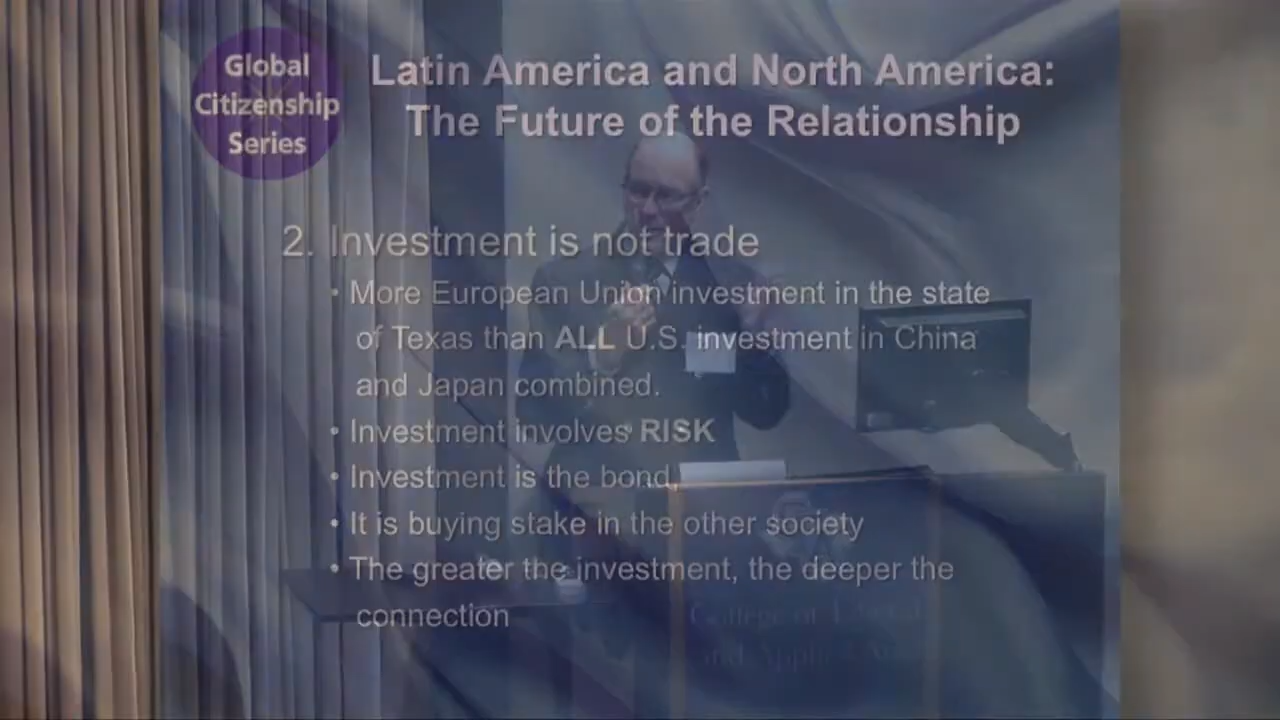 Global
Citizenship
Series
Latin America and North America:
The Future of the Relationship
2. Investment is not trade
• More European Union investment in the state
of Texas than ALL U.S. investment in China
and Japan combined.
• Investment involves RISK
• Investment is the bond,
• It is buying stake in the other society
• The greater the investment, the deeper the
connection
College of
and